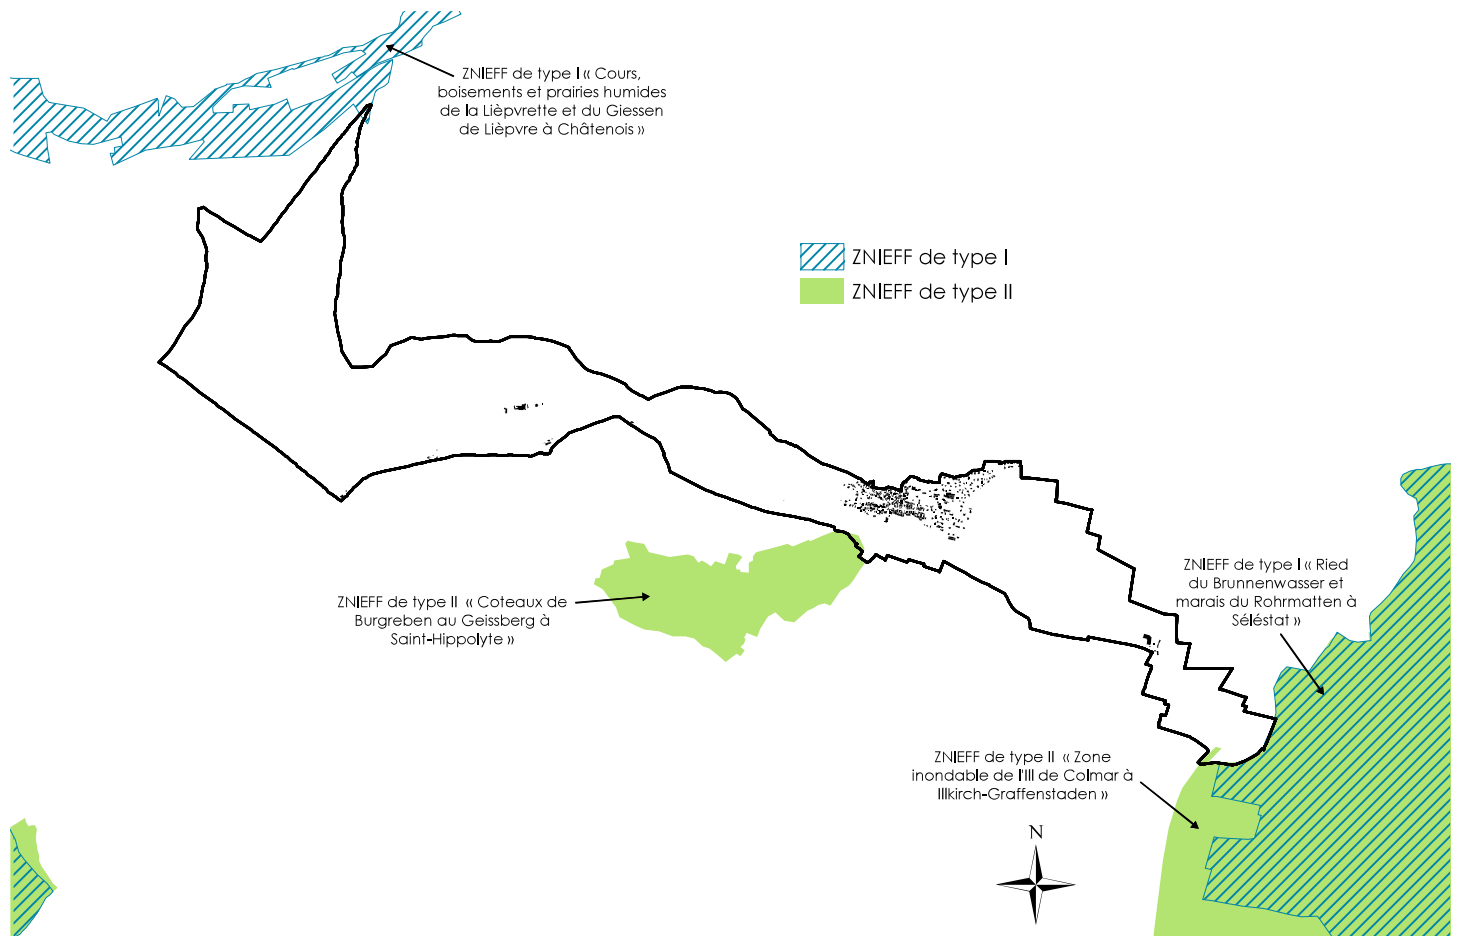 ZNIEFF de type I « Cours,
boisements et prairies humides
de la Lièpvrette et du Giessen
de Lièpvre à Châtenois »
ZNIEFF de type I
ZNIEFF de type II
ZNIEFF de type I « Ried
du Brunnenwasser et
marais du Rohrmatten à
Séléstat »
ZNIEFF de type II « Coteaux de
Burgreben au Geissberg à
Saint-Hippolyte »
ZNIEFF de type II « Zone
inondable de l'Ill de Colmar à
Illkirch-Graffenstaden »
N